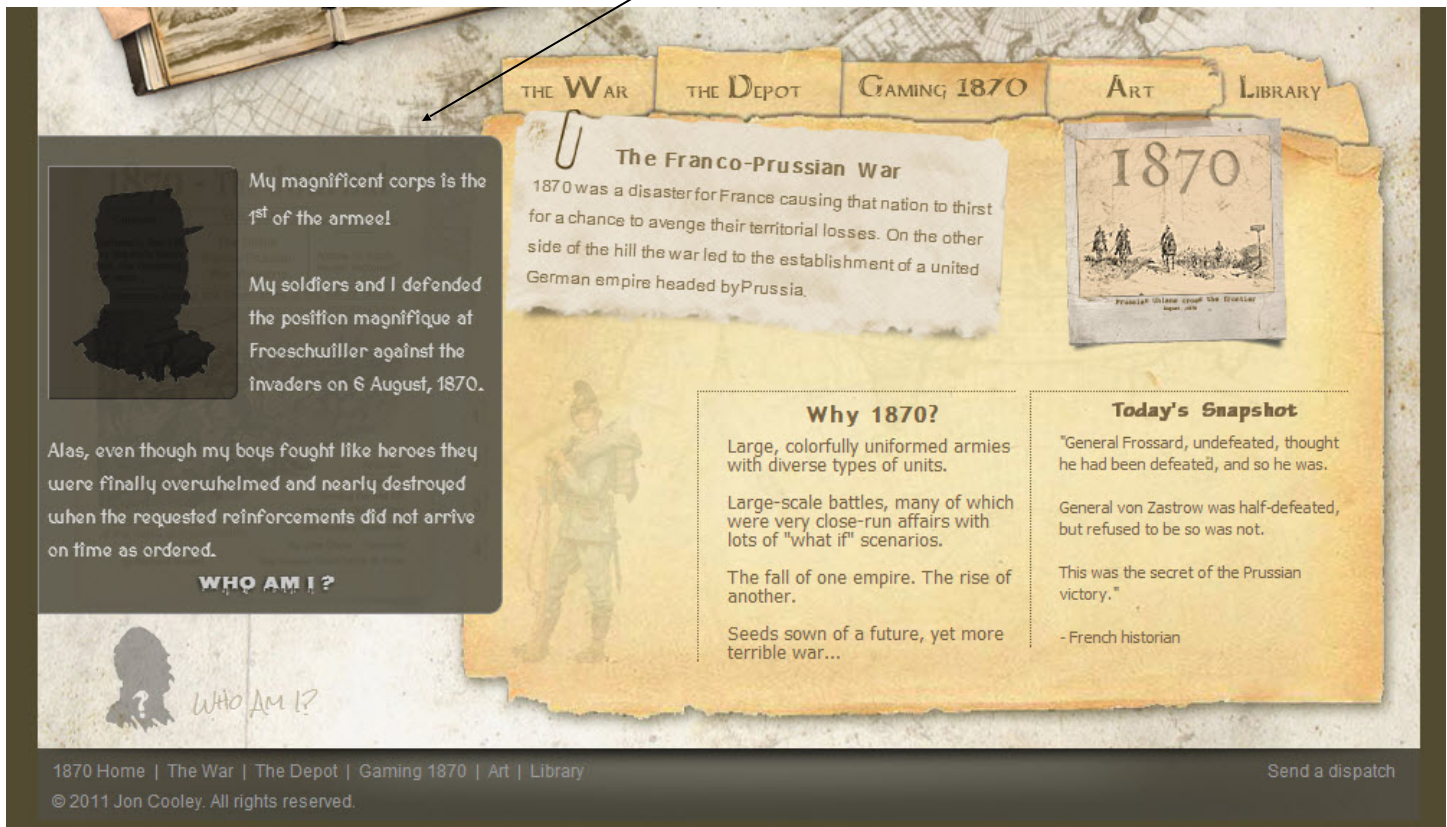 THE WAR
THE DEPOT
GAMING 1870
ART
LIBRARY
My magnificent corps is the
1st of the armee!
My soldiers and I defended
the position magnifique at
Froeschwiller against the
invaders on 6 August, 1870.
Alas, even though my boys fought like heroes they
were finally overwhelmed and nearly destroyed
when the requested reinforcements did not arrive
on time as ordered.
WHO AM I?
The Franco-Prussian War
1870 was a disaster for France causing that nation to thirst
for a chance to avenge their territorial losses. On the other
side of the hill the war led to the establishment of a united
German empire headed by Prussia.
1870
Prussian Uhlans cross the frontier
August, 1870
Why 1870?
Large, colorfully uniformed armies
with diverse types of units.
Large-scale battles, many of which
were very close-run affairs with
lots of "what if" scenarios.
The fall of one empire. The rise of
another.
Seeds sown of a future, yet more
terrible war...
Today's Snapshot
"General Frossard, undefeated, thought
he had been defeated, and so he was.
General von Zastrow was half-defeated,
but refused to be so was not.
This was the secret of the Prussian
victory."
- French historian
?
WHO AM I?
1870 Home | The War | The Depot | Gaming 1870 | Art | Library
Send a dispatch
© 2011 Jon Cooley. All rights reserved.